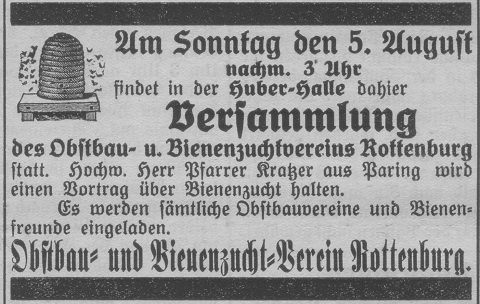 Am Sonntag den 5. August
nachm. 3 Uhr
findet in der Huber-Halle dahier
Versammlung
des Obstbau- u. Bienenzuchtvereins Rottenburg
statt. Hochw. Herr Pfarrer Kratzer aus Paring wird
einen Vortrag über Bienenzucht halten.
Es werden sämtliche Obstbauvereine und Bienen-
freunde eingeladen.
Obstbau- und Bienenzucht-Verein Rottenburg.